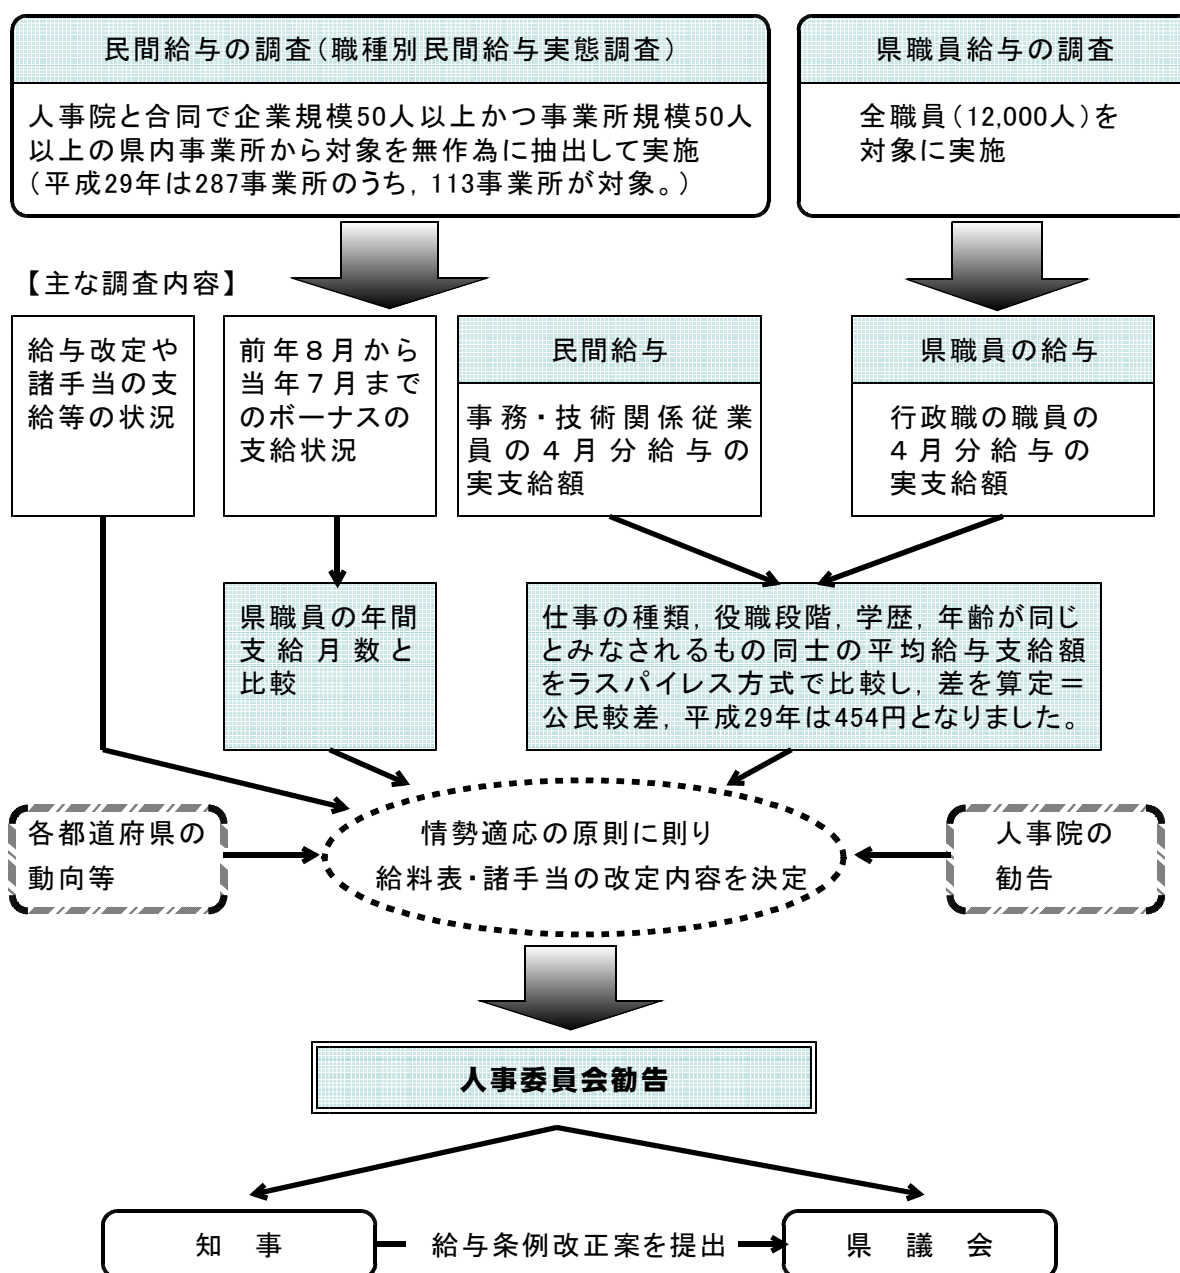 民間給与の調査(職種別民間給与実態調査)
人事院と合同で企業規模50人以上かつ事業所規模50人
以上の県内事業所から対象を無作為に抽出して実施
(平成29年は287事業所のうち,113事業所が対象。)
県職員給与の調査
全職員(12,000人)を
対象に実施
【主な調査内容】
給与改定や
諸手当の支
給等の状況
前年8月から
当年7月まで
のボーナスの
支給状況
民間給与
事務・技術関係従業
員の4月分給与の
実支給額
県職員の給与
行政職の職員の
4月分給与の
実支給額
県職員の年間
支給月数と
比較
仕事の種類,役職段階,学歴,年齢が同じ
とみなされるもの同士の平均給与支給額
をラスパイレス方式で比較し,差を算定=
公民較差,平成29年は454円となりました。
各都道府県の
動向等
情勢適応の原則に則り
給料表・諸手当の改定内容を決定
人事院の
勧告
人事委員会勧告
知 事
給与条例改正案を提出
県 議 会